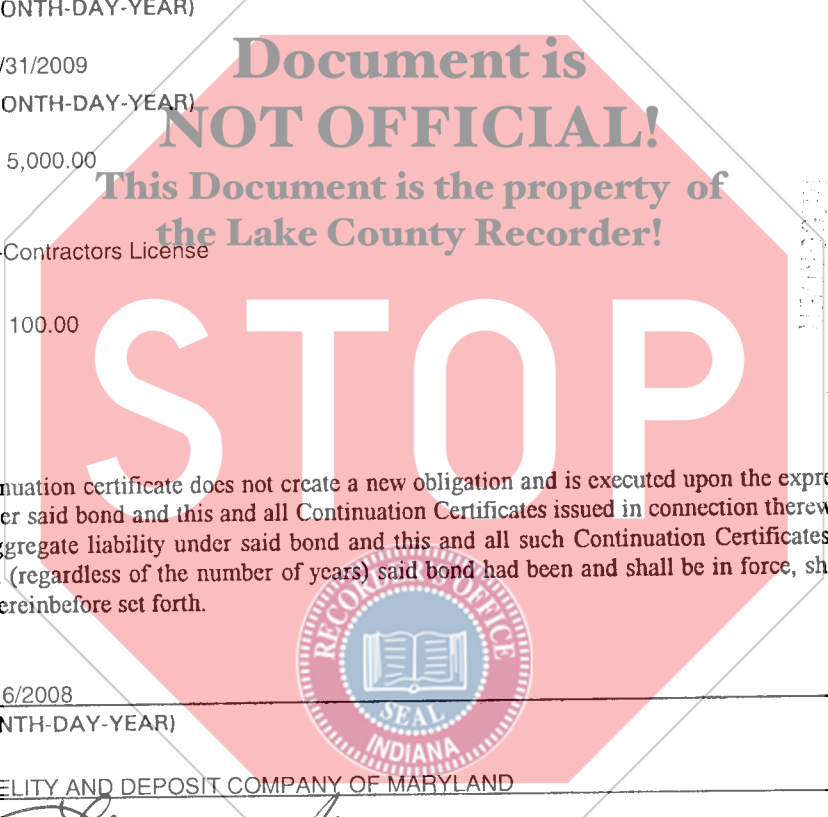 ONTH-DAY-YEAR)
Document is
/31/2009
ONTH-DAY-YEAR)
NOT OFFICIAL!
5,000.00
This Document is the property of
the Lake County Recorder!
-Contractors License
100.00
STOP
nuation certificate does not create a new obligation and is executed upon the expre
er said bond and this and all Continuation Certificates issued in connection therew
ggregate liability under said bond and this and all such Continuation Certificates
(regardless of the number of years) said bond had been and shall be in force, sh
ereinbefore set forth.
RECORDER'S OFFICE
SEAL
INDIANA
6/2008
NTH-DAY-YEAR)
ELITY AND DEPOSIT COMPANY OF MARYLAND